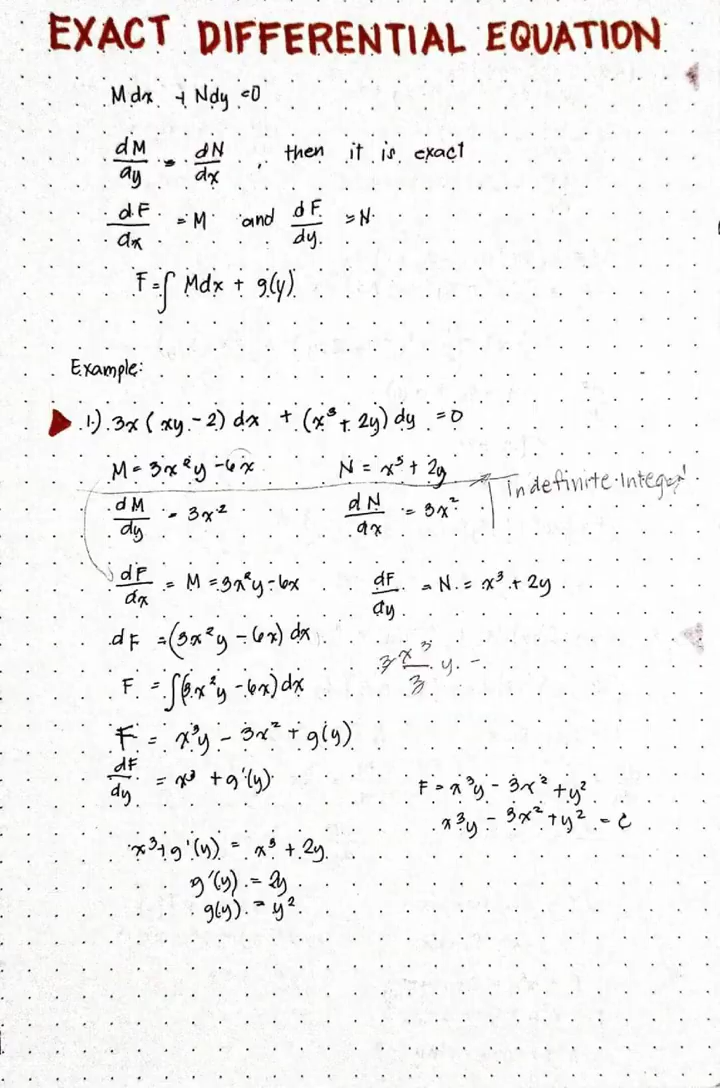 EXACT DIFFERENTIAL EQUATION
Mdx + Ndy = 0
dM/dy = dN/dx , then it is exact
dF/dx = M and dF/dy = N
F = ∫ Mdx + g(y)
Example:
1.) 3x (xy - 2) dx + (x³ + 2y) dy = 0
M = 3x²y - 6x N = x³ + 2y
indefinite Integral
dM/dy = 3x² dN/dx = 3x²
dF/dx = M = 3x²y - 6x dF/dy = N = x³ + 2y
dF = (3x²y - 6x) dx
3x³/3 y -
F = ∫(3x²y - 6x) dx
F = x³y - 3x² + g(y)
dF/dy = x³ + g'(y)
F = x³y - 3x² + y²
x³y - 3x² + y² = C
x³ + g'(y) = x³ + 2y
g'(y) = 2y
g(y) = y²